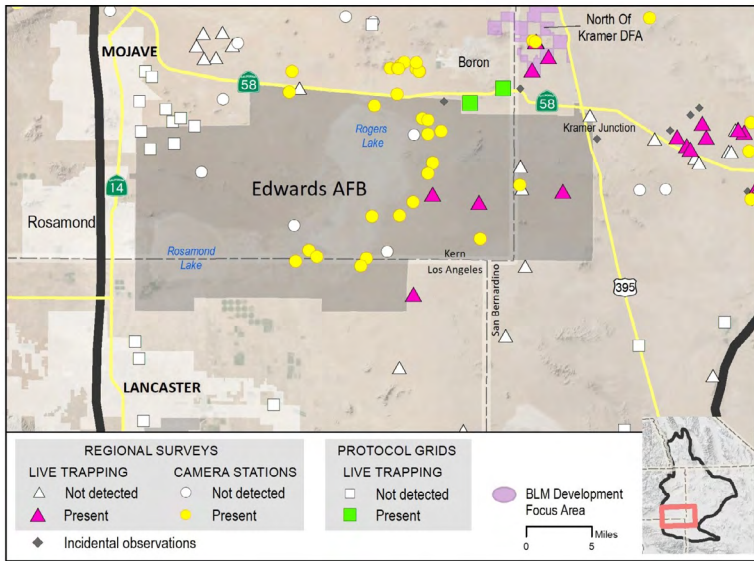 North Of
Kramer DFA
MOJAVE
Boron
58
58
Rogers
Lake
Kramer Junction
14
Edwards AFB
Rosamond
Rosamond
Lake
Kern
Los Angeles
San Bernardino
395
LANCASTER
REGIONAL SURVEYS
LIVE TRAPPING
CAMERA STATIONS
Not detected
Not detected
Present
Present
Incidental observations
PROTOCOL GRIDS
LIVE TRAPPING
Not detected
Present
BLM Development
Focus Area
Miles
0 5